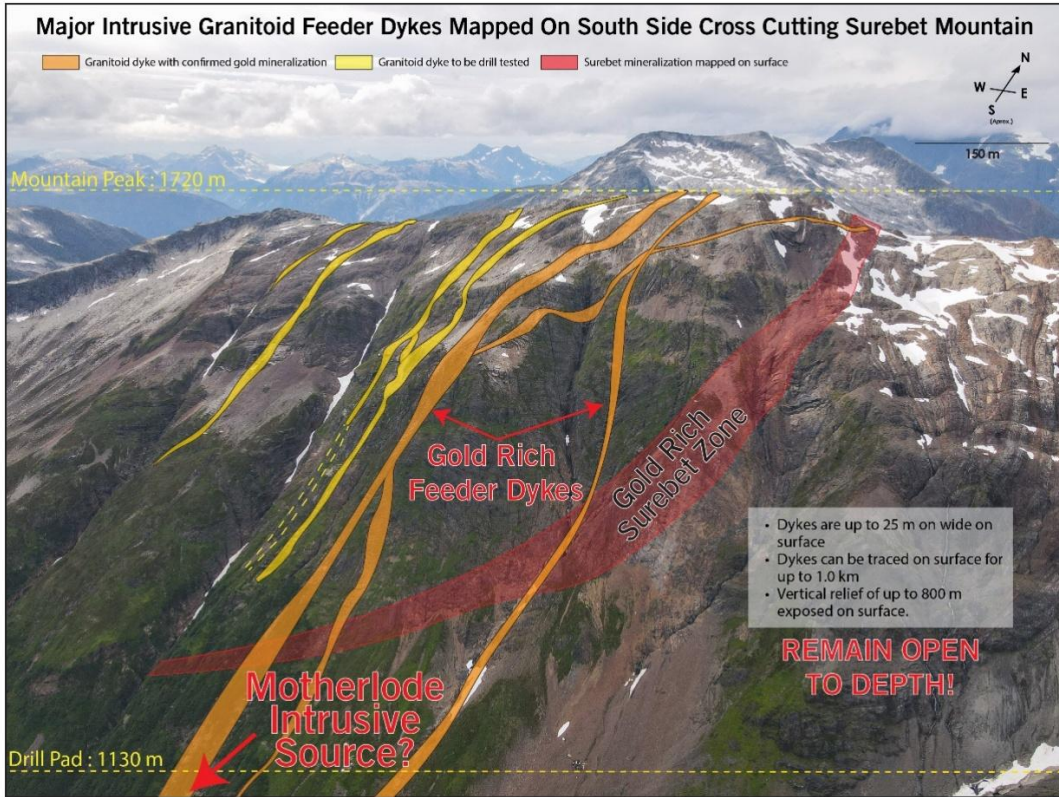 Major Intrusive Granitoid Feeder Dykes Mapped On South Side Cross Cutting Surebet Mountain
Granitoid dyke with confirmed gold mineralization
Granitoid dyke to be drill tested
Surebet mineralization mapped on surface
N
W
E
S
(Aprox.)
150 m
Mountain Peak : 1720 m
Gold Rich
Feeder Dykes
Gold Rich
Surebet Zone
• Dykes are up to 25 m on wide on
surface
• Dykes can be traced on surface for
up to 1.0 km
• Vertical relief of up to 800 m
exposed on surface.
REMAIN OPEN
TO DEPTH!
Motherlode
Intrusive
Source?
Drill Pad : 1130 m